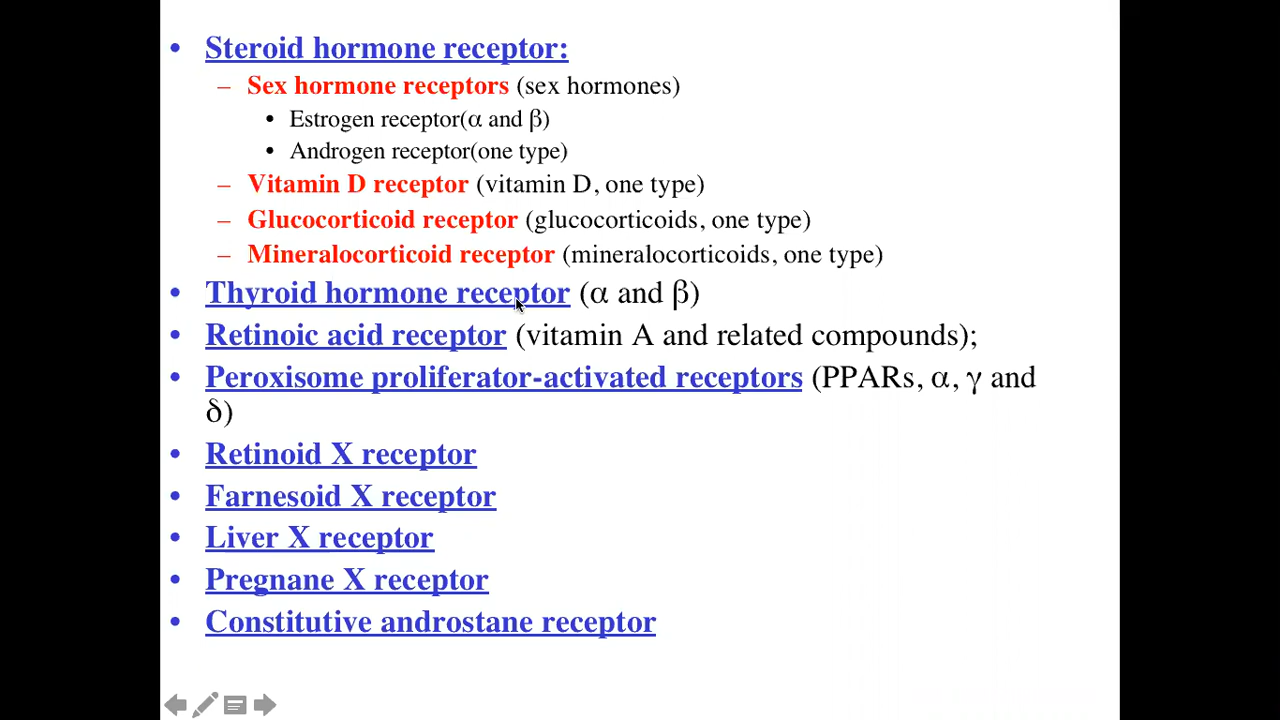 • Steroid hormone receptor:
– Sex hormone receptors (sex hormones)
• Estrogen receptor(α and β)
• Androgen receptor(one type)
– Vitamin D receptor (vitamin D, one type)
– Glucocorticoid receptor (glucocorticoids, one type)
– Mineralocorticoid receptor (mineralocorticoids, one type)
• Thyroid hormone receptor (α and β)
• Retinoic acid receptor (vitamin A and related compounds);
• Peroxisome proliferator-activated receptors (PPARs, α, γ and
δ)
• Retinoid X receptor
• Farnesoid X receptor
• Liver X receptor
• Pregnane X receptor
• Constitutive androstane receptor